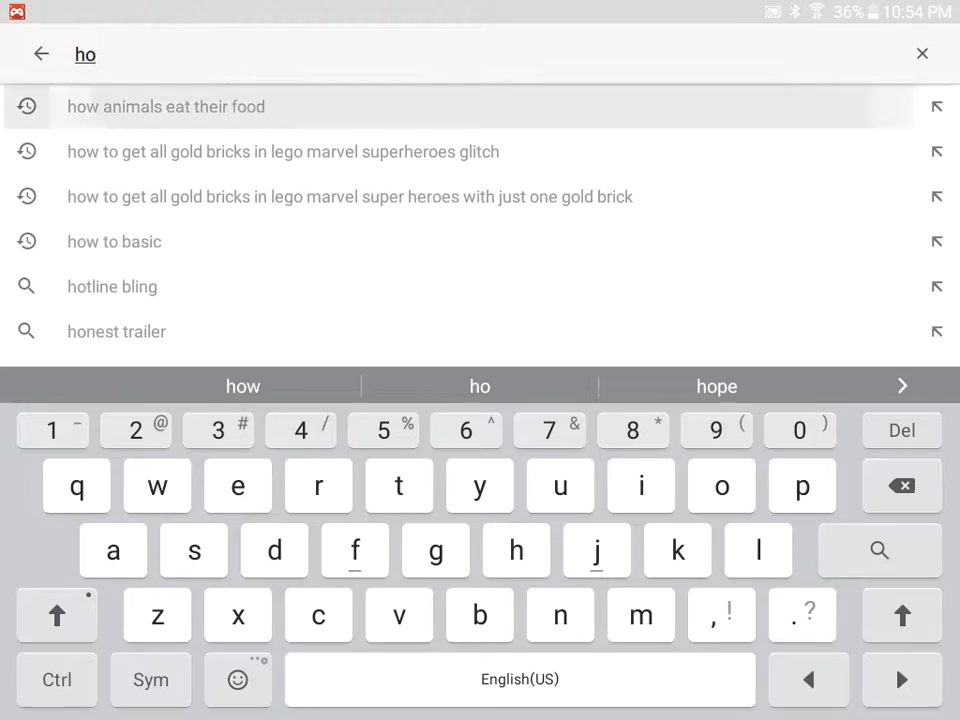 36% 10:54 PM
ho
how animals eat their food
how to get all gold bricks in lego marvel superheroes glitch
how to get all gold bricks in lego marvel super heroes with just one gold brick
how to basic
hotline bling
honest trailer
how ho hope
1 - 2 @ 3 # 4 / 5 % 6 ^ 7 & 8 * 9 ( 0 ) Del
q w e r t y u i o p
a s d f g h j k l
z x c v b n m , ! . ?
Ctrl Sym English(US)